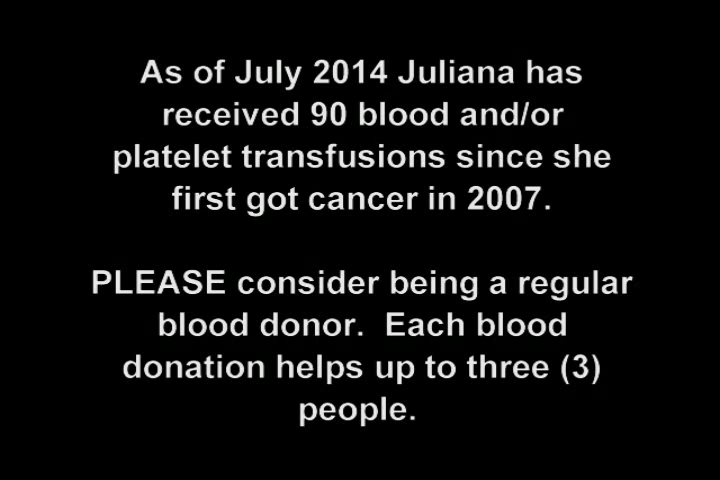 As of July 2014 Juliana has
received 90 blood and/or
platelet transfusions since she
first got cancer in 2007.
PLEASE consider being a regular
blood donor.  Each blood
donation helps up to three (3)
people.